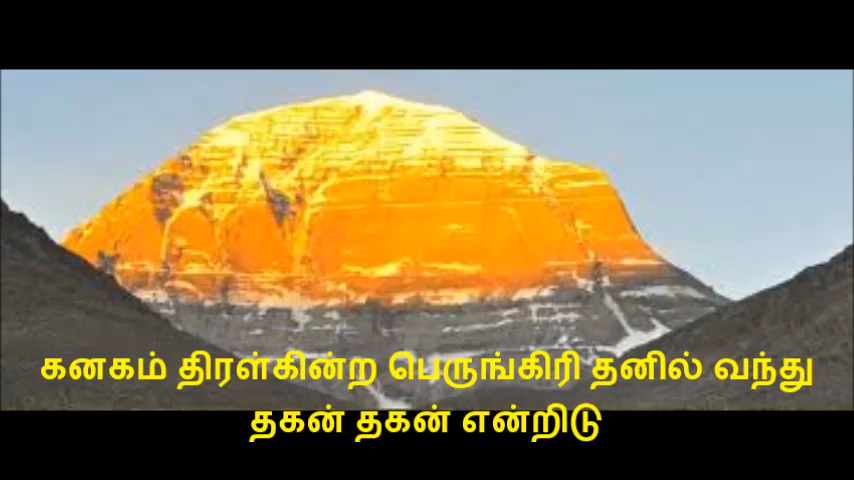 கனகம் திரள்கின்ற பெருங்கிரி தனில் வந்து
தகன் தகன் என்றிடு